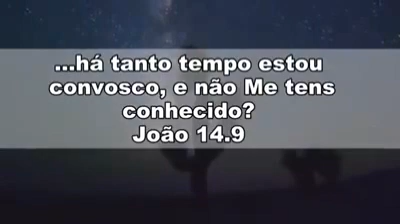 ...há tanto tempo estou
convosco, e não Me tens
conhecido?
João 14.9